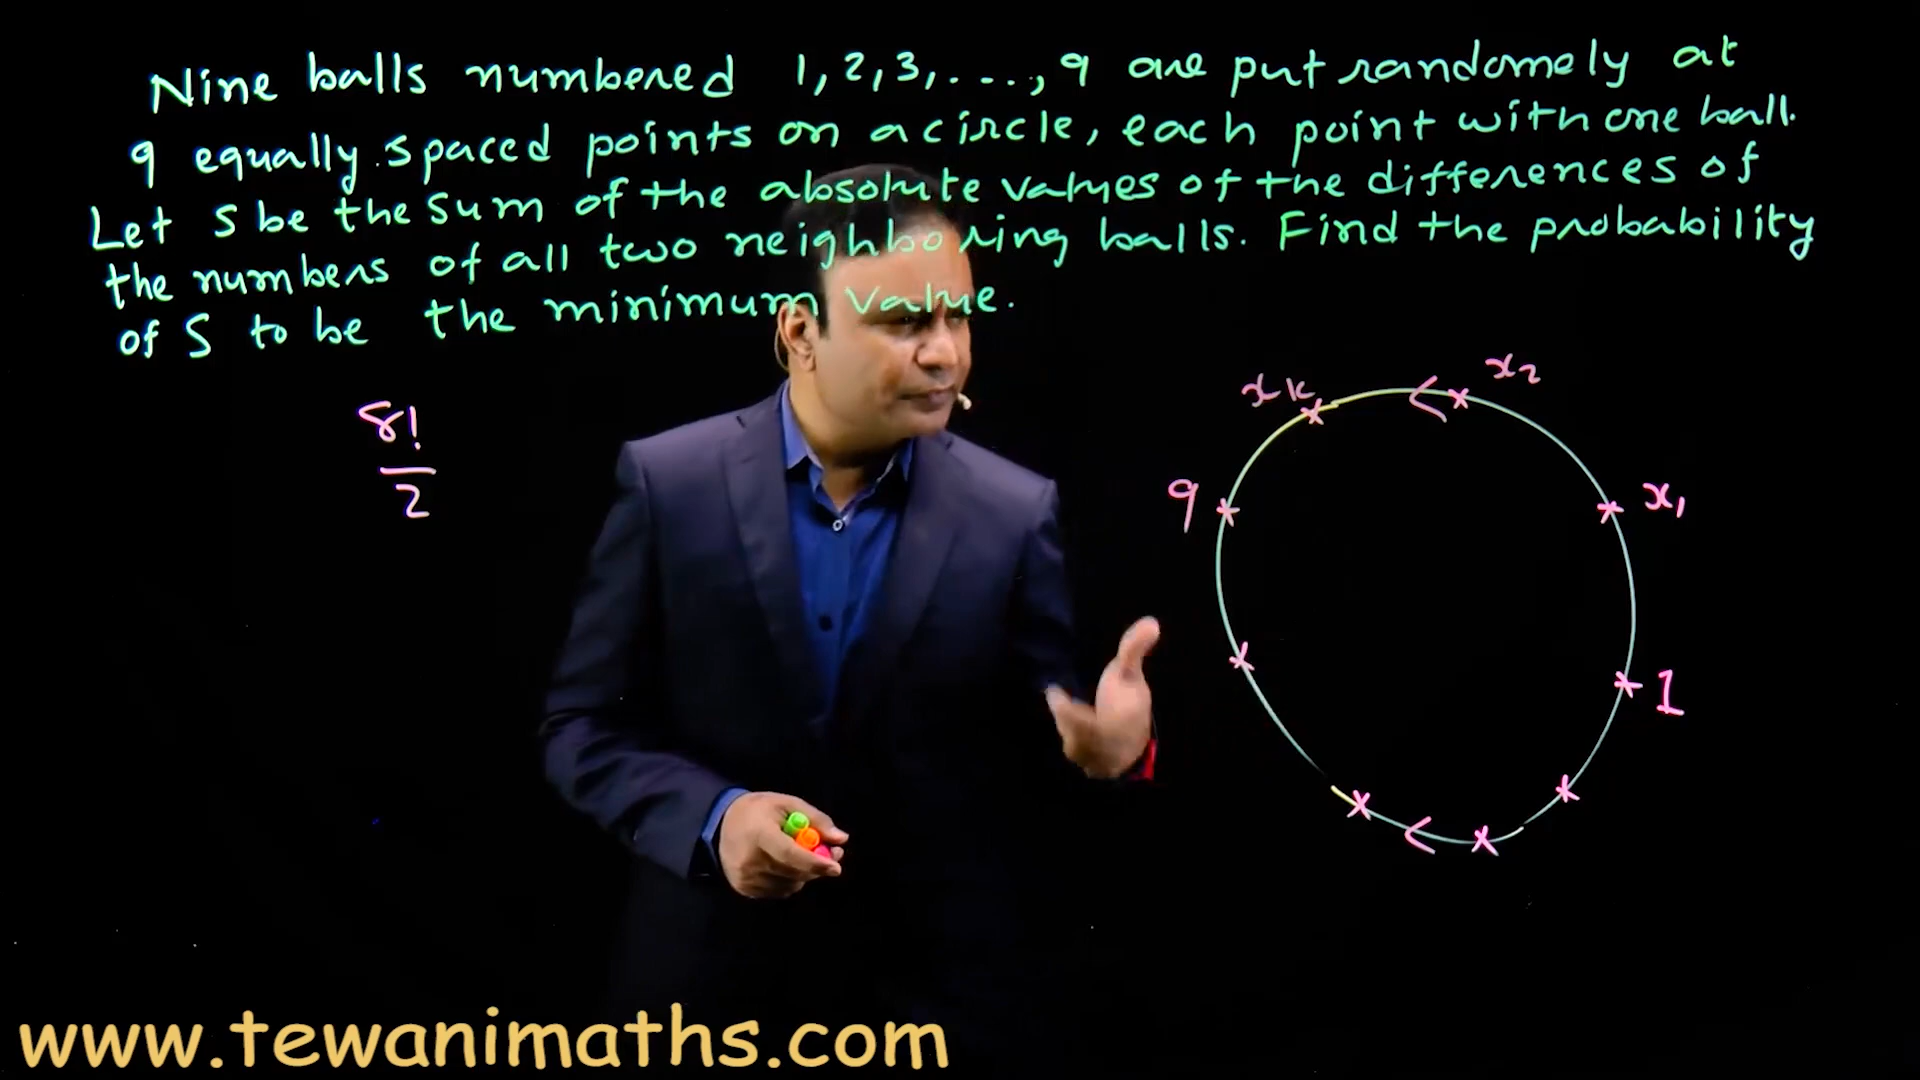 Nine balls numbered 1,2,3,...,9 are put randomely at
9 equally spaced points on a circle, each point with one ball.
Let S be the sum of the absolute values of the differences of
the numbers of all two neighboring balls. Find the probability
of S to be the minimum value.
8!
2
xk
x2
9
x1
1
www.tewanimaths.com